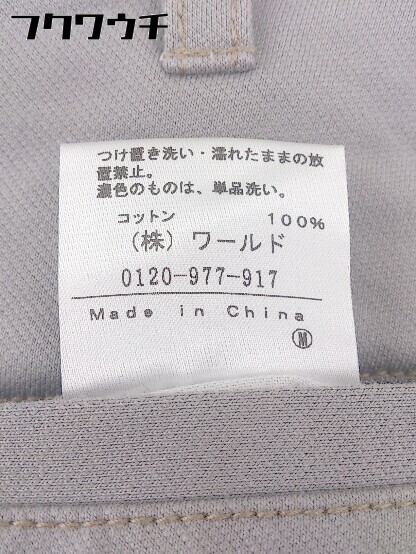 フクワウチ
つけ置き洗い・濡れたままの放
置禁止。
濃色のものは、単品洗い。
コットン 100%
(株)ワールド
0120-977-917
Made in China
M